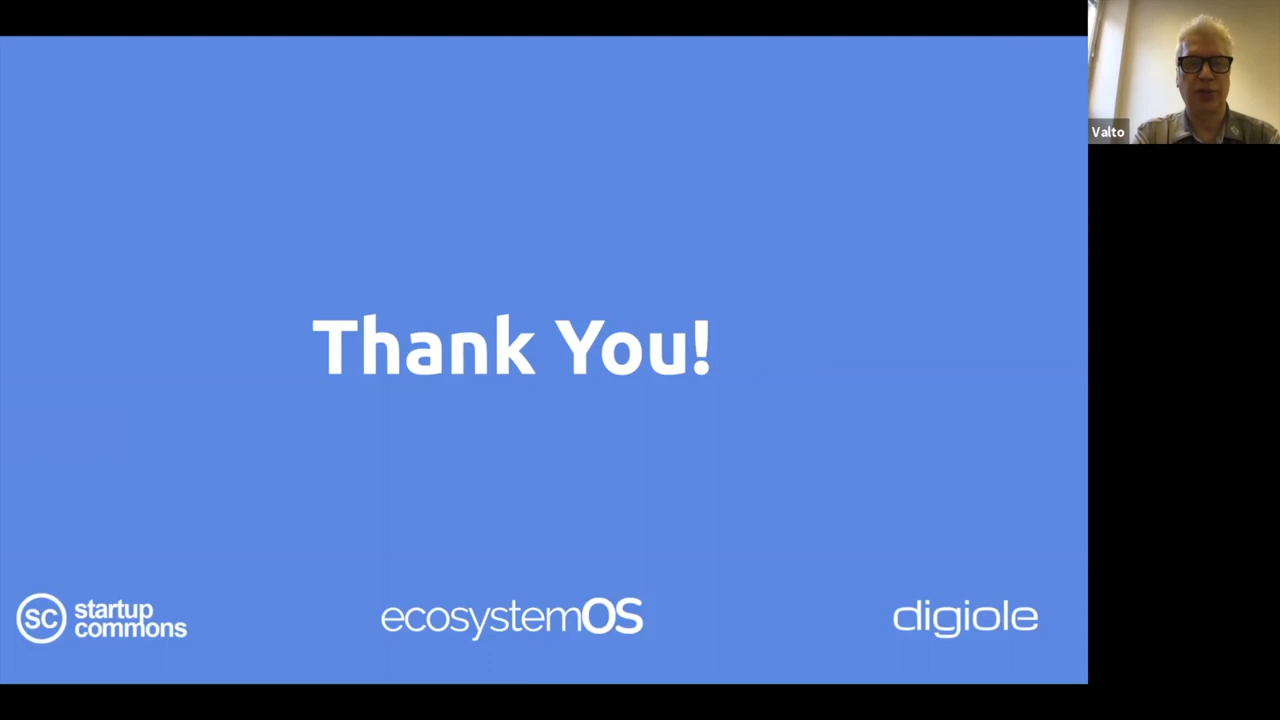 Valto
Thank You!
SC
startup
commons
ecosystemOS
digiole